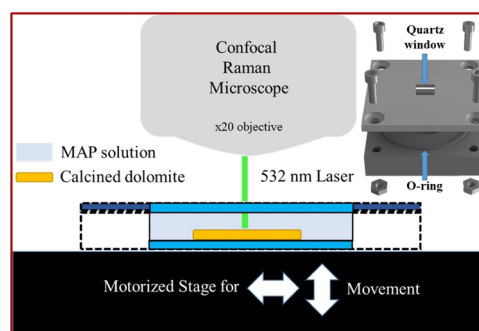 Confocal
Raman
Microscope
x20 objective
Quartz
window
MAP solution
Calcined dolomite
532 nm Laser
O-ring
Motorized Stage for
Movement